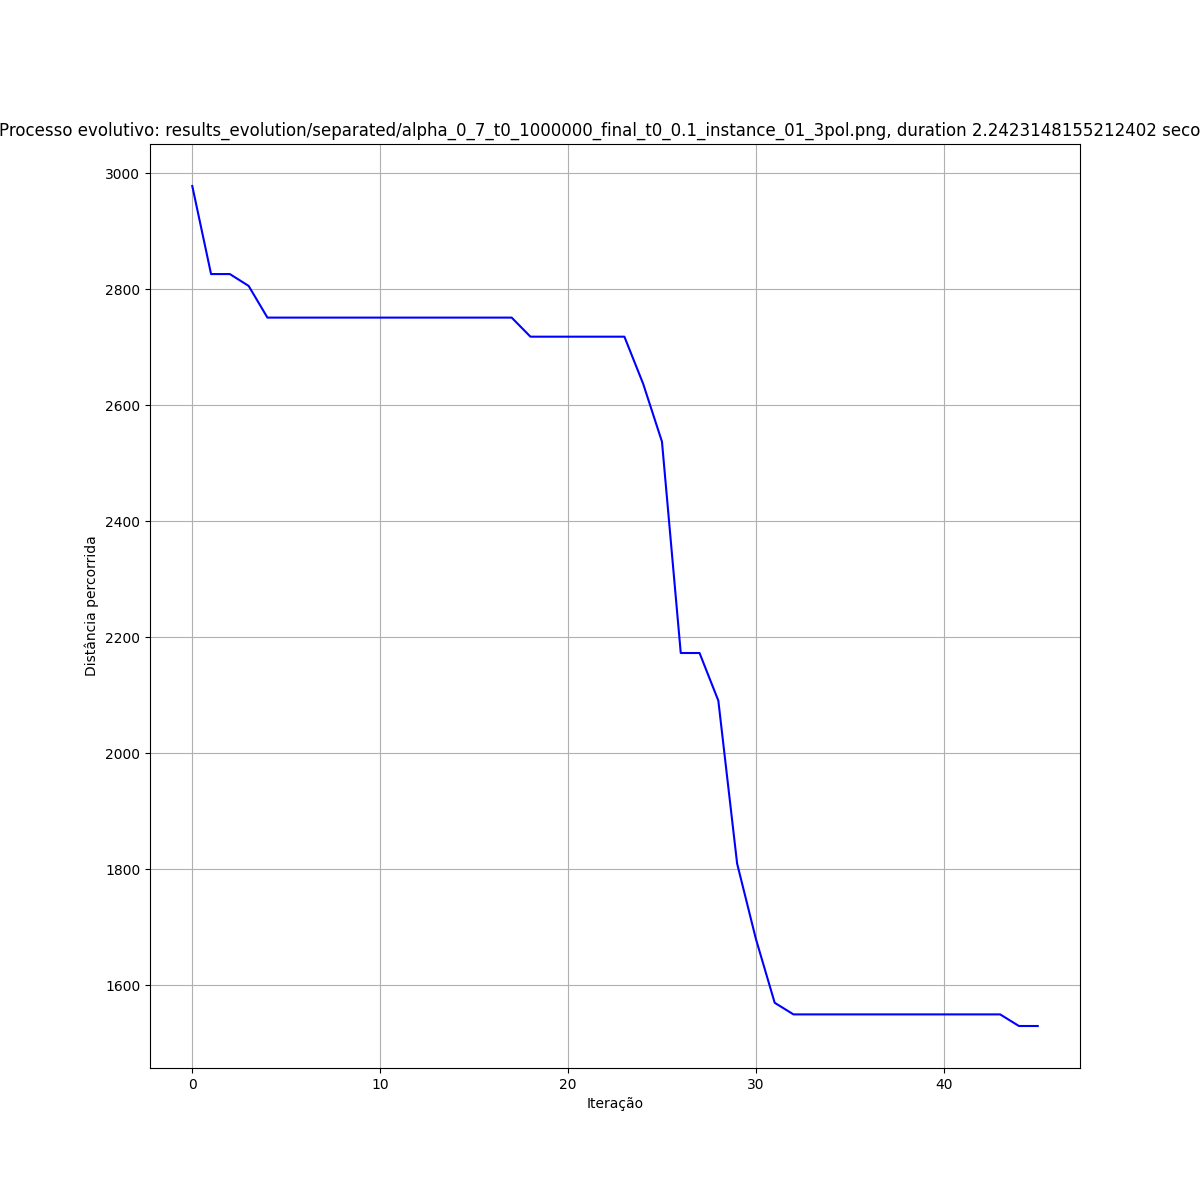 Processo evolutivo: results_evolution/separated/alpha_0_7_t0_1000000_final_t0_0.1_instance_01_3pol.png, duration 2.2423148155212402 seco
3000
2800
2600
2400
2200
2000
1800
1600
Distância percorrida
0 10 20 30 40
Iteração